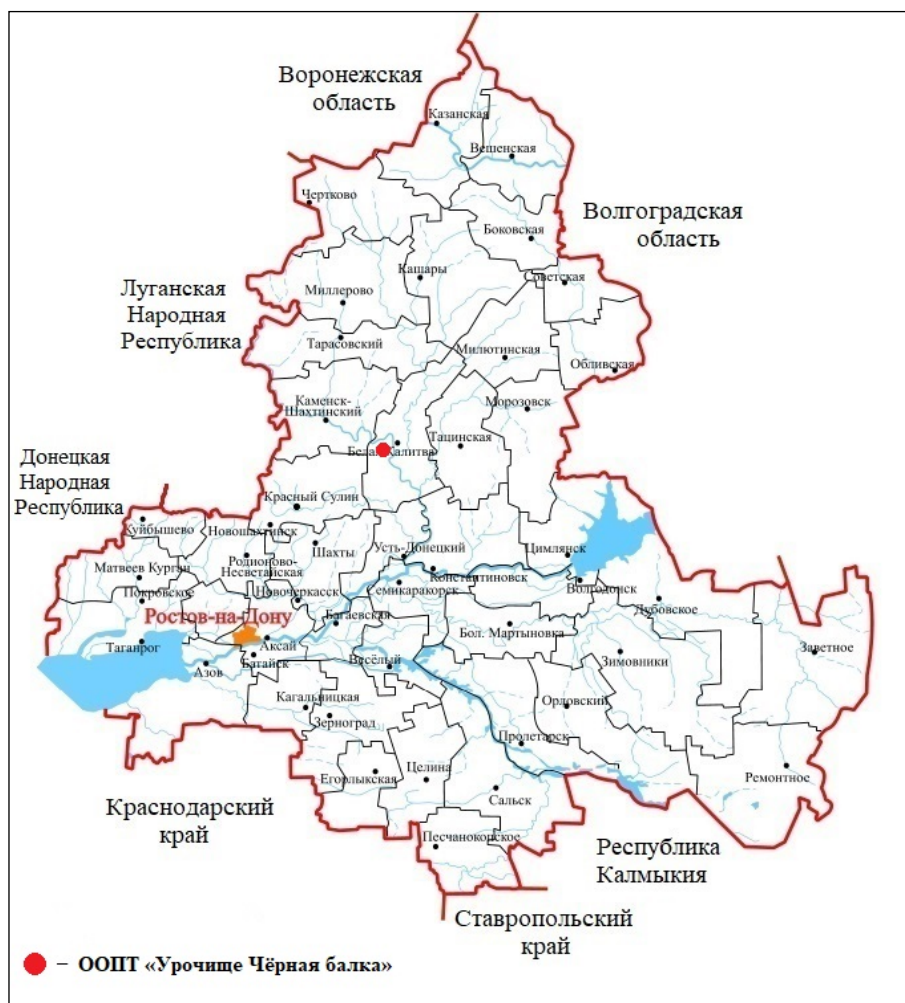 Воронежская
область
Казанская
Вешенская
Чертково
Волгоградская
область
Боковская
Кашары
Советская
Луганская
Народная
Республика
Миллерово
Тарасовский
Милютинская
Обливская
Каменск-
Шахтинский
Морозовск
Белая Калитва
Тацинская
Донецкая
Народная
Республика
Красный Сулин
Куйбышево
Новошахтинск
Шахты
Усть-Донецкий
Цимлянск
Матвеев Курган
Родионово-
Несветайская
Константиновск
Покровское
Новочеркасск
Семикаракорск
Волгодонск
Дубовское
Ростов-на-Дону
Багаевская
Бол. Мартыновка
Таганрог
Аксай
Заветное
Азов
Батайск
Весёлый
Зимовники
Кагальницкая
Орловский
Зерноград
Пролетарск
Егорлыкская
Целина
Ремонтное
Сальск
Краснодарский
край
Песчанокопское
Республика
Калмыкия
Ставропольский
край
– ООПТ «Урочище Чёрная балка»